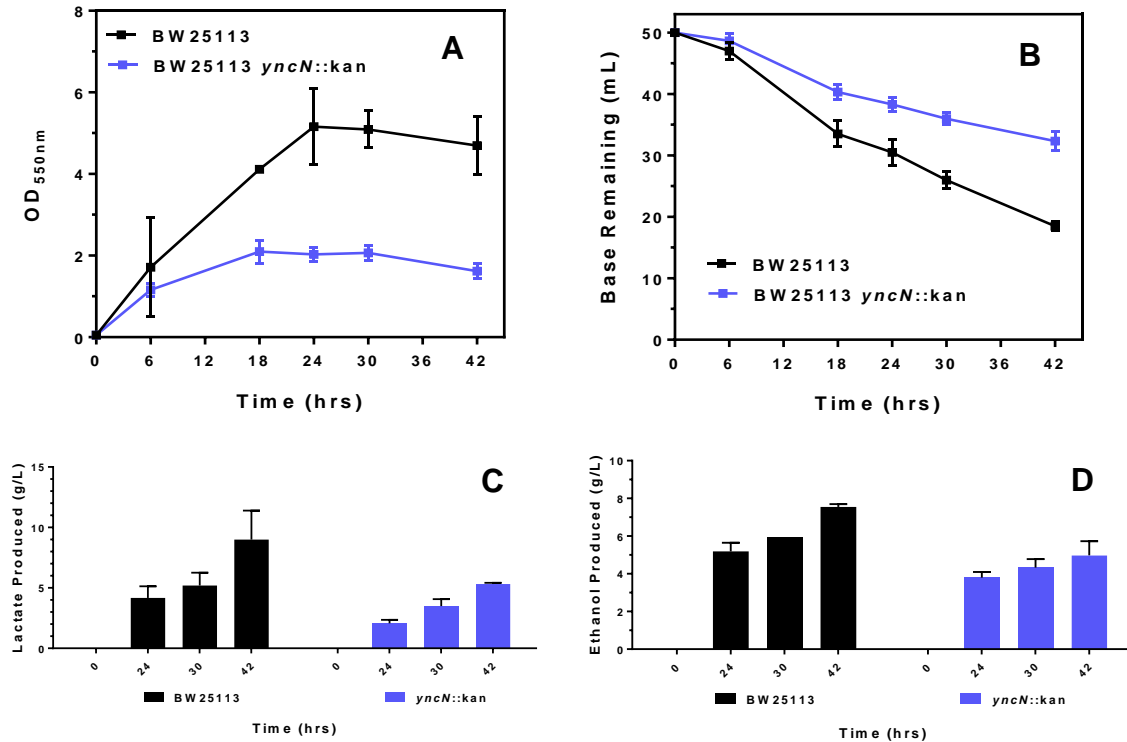 A
BW25113
BW25113 yncN::kan
OD550nm
8
6
4
2
0
0 6 12 18 24 30 36 42
Time (hrs)
B
Base Remaining (mL)
50
40
30
20
10
0
BW25113
BW25113 yncN::kan
0 6 12 18 24 30 36 42
Time (hrs)
C
Lactate Produced (g/L)
15
10
5
0
0 24 30 42 0 24 30 42
BW25113 yncN::kan
Time (hrs)
D
Ethanol Produced (g/L)
10
8
6
4
2
0
0 24 30 42 0 24 30 42
BW25113 yncN::kan
Time (hrs)